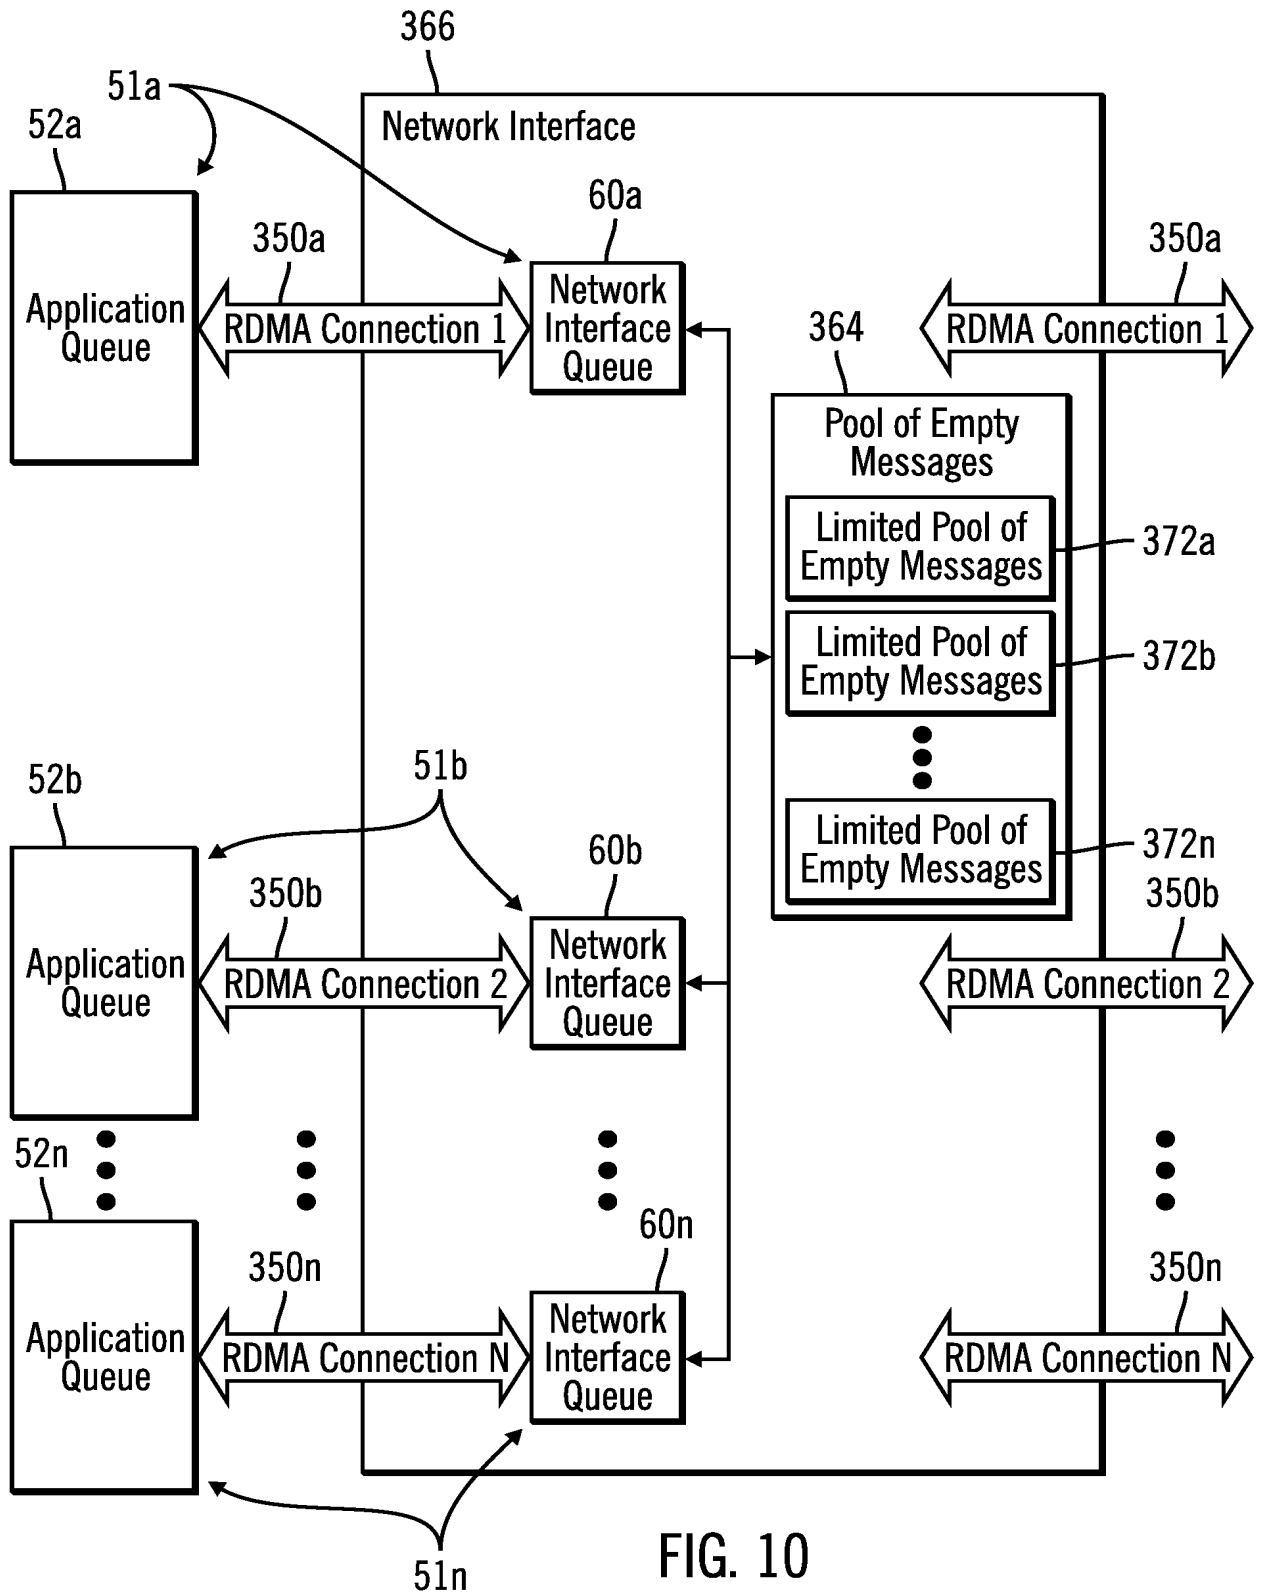 366
51a
Network Interface
52a
60a
350a
350a
Application
Queue
RDMA Connection 1
Network
Interface
Queue
364
RDMA Connection 1
Pool of Empty
Messages
Limited Pool of
Empty Messages
372a
Limited Pool of
Empty Messages
372b
52b
51b
Limited Pool of
Empty Messages
372n
60b
350b
350b
Application
Queue
RDMA Connection 2
Network
Interface
Queue
RDMA Connection 2
52n
60n
350n
350n
Application
Queue
RDMA Connection N
Network
Interface
Queue
RDMA Connection N
51n
FIG. 10